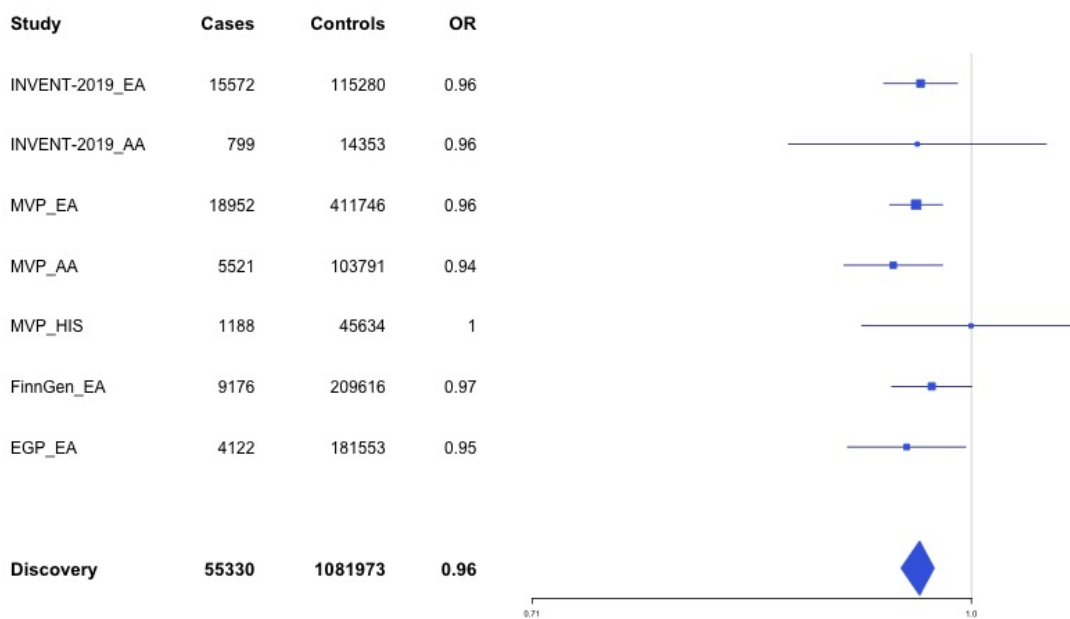 Study Cases Controls OR
INVENT-2019_EA 15572 115280 0.96
INVENT-2019_AA 799 14353 0.96
MVP_EA 18952 411746 0.96
MVP_AA 5521 103791 0.94
MVP_HIS 1188 45634 1
FinnGen_EA 9176 209616 0.97
EGP_EA 4122 181553 0.95
Discovery 55330 1081973 0.96
0.71 1.0